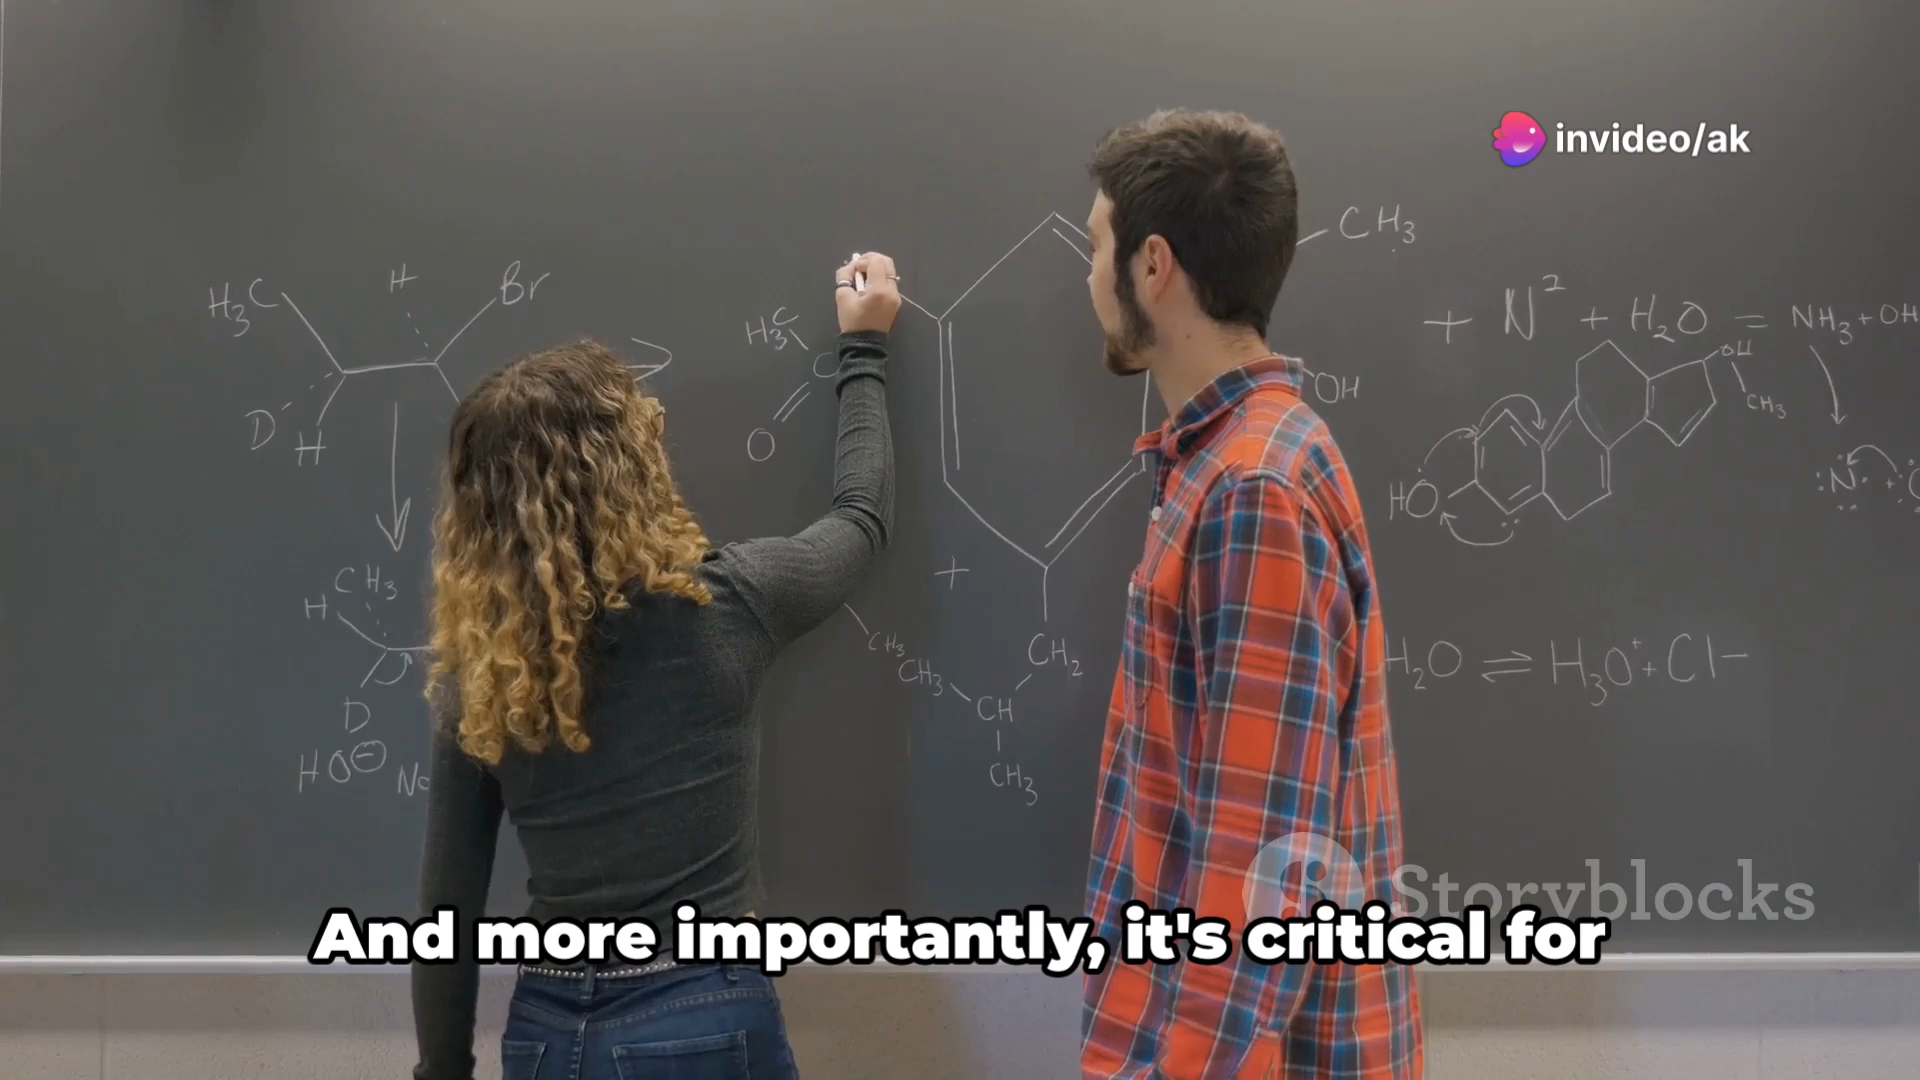 invideo/ak
H₃C H Br
D H
CH₃
H
D
HO⊖
H₃C
O
CH₃
OH
+
CH₂
CH₃
CH₃
CH
CH₃
+ N² + H₂O = NH₃ + OH
OH
CH₃
HO
:N· +
H₂O ⇌ H₃O⁺ + Cl−
Storyblocks
And more importantly, it's critical for